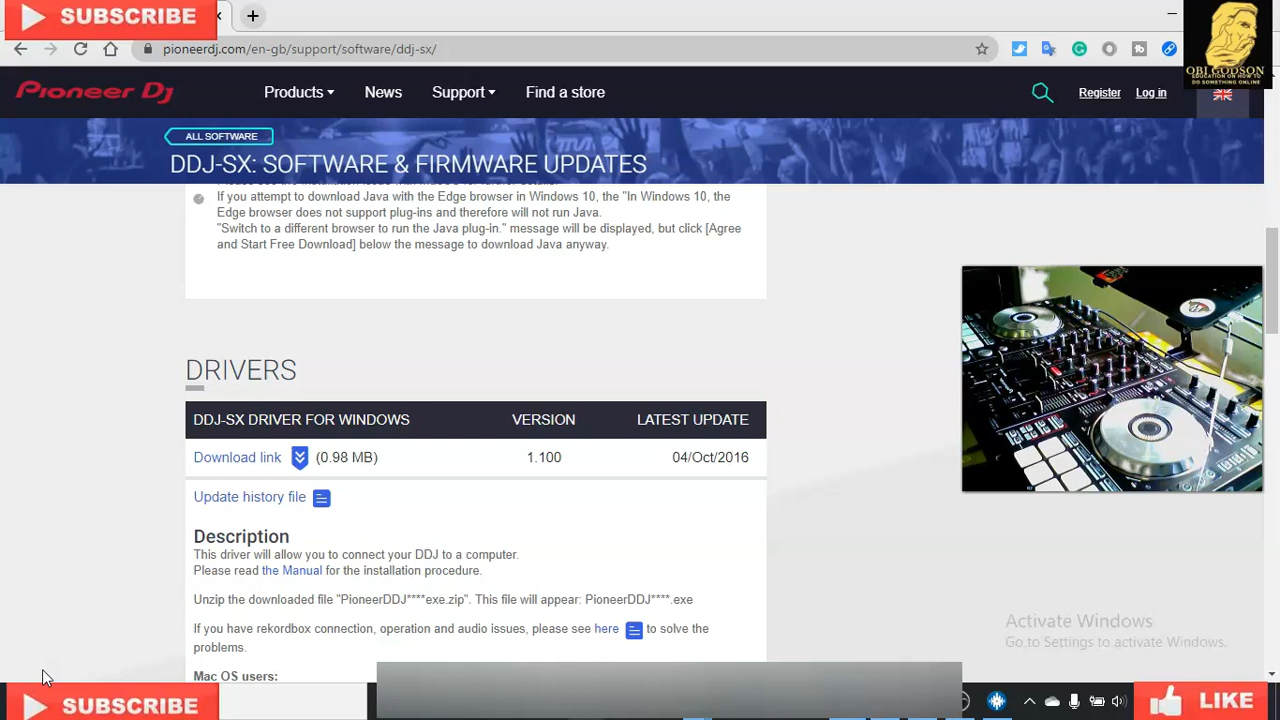 SUBSCRIBE
pioneerdj.com/en-gb/support/software/ddj-sx/
OBI GODSON
EDUCATION ON HOW TO
DO SOMETHING ONLINE
Pioneer Dj
Products
News
Support
Find a store
Register
Log in
ALL SOFTWARE
DDJ-SX: SOFTWARE & FIRMWARE UPDATES
If you attempt to download Java with the Edge browser in Windows 10, the "In Windows 10, the
Edge browser does not support plug-ins and therefore will not run Java.
"Switch to a different browser to run the Java plug-in." message will be displayed, but click [Agree
and Start Free Download] below the message to download Java anyway.
DRIVERS
DDJ-SX DRIVER FOR WINDOWS VERSION LATEST UPDATE
Download link (0.98 MB) 1.100 04/Oct/2016
Update history file
Description
This driver will allow you to connect your DDJ to a computer.
Please read the Manual for the installation procedure.
Unzip the downloaded file "PioneerDDJ****exe.zip". This file will appear: PioneerDDJ****.exe
If you have rekordbox connection, operation and audio issues, please see here to solve the
problems.
Mac OS users:
Activate Windows
Go to Settings to activate Windows.
SUBSCRIBE
LIKE